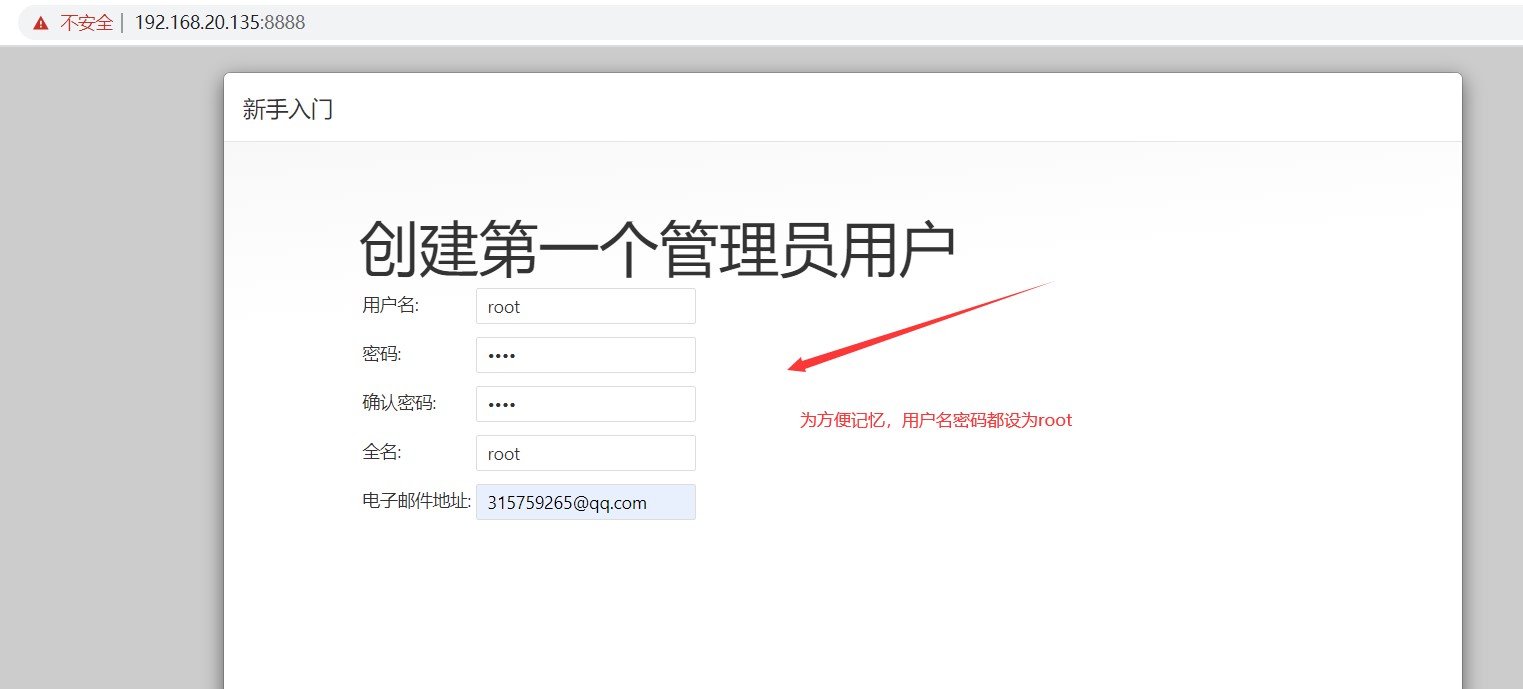 不安全 | 192.168.20.135:8888
新手入门
创建第一个管理员用户
用户名: root
密码: ••••
确认密码: ••••
为方便记忆，用户名密码都设为root
全名: root
电子邮件地址: 315759265@qq.com